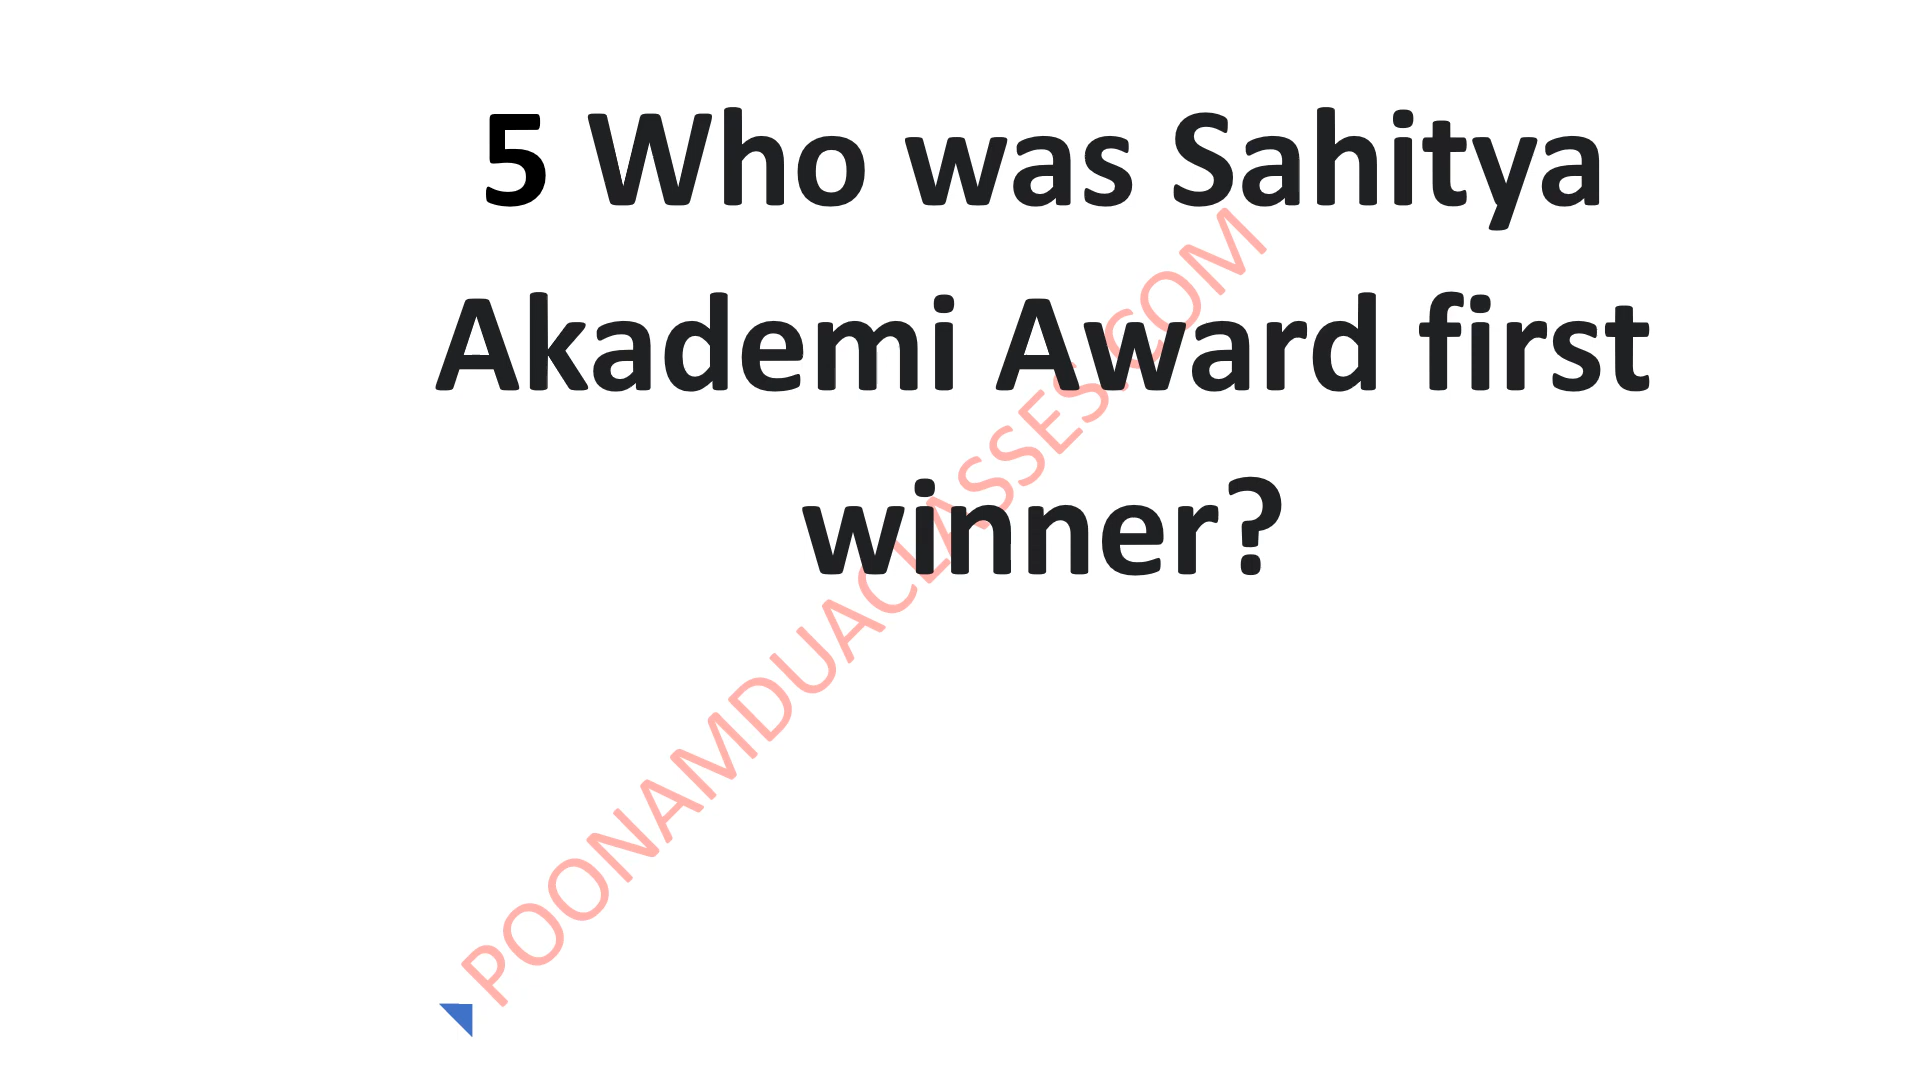 5 Who was Sahitya
Akademi Award first
winner?
POONAMDUACLASSES.COM